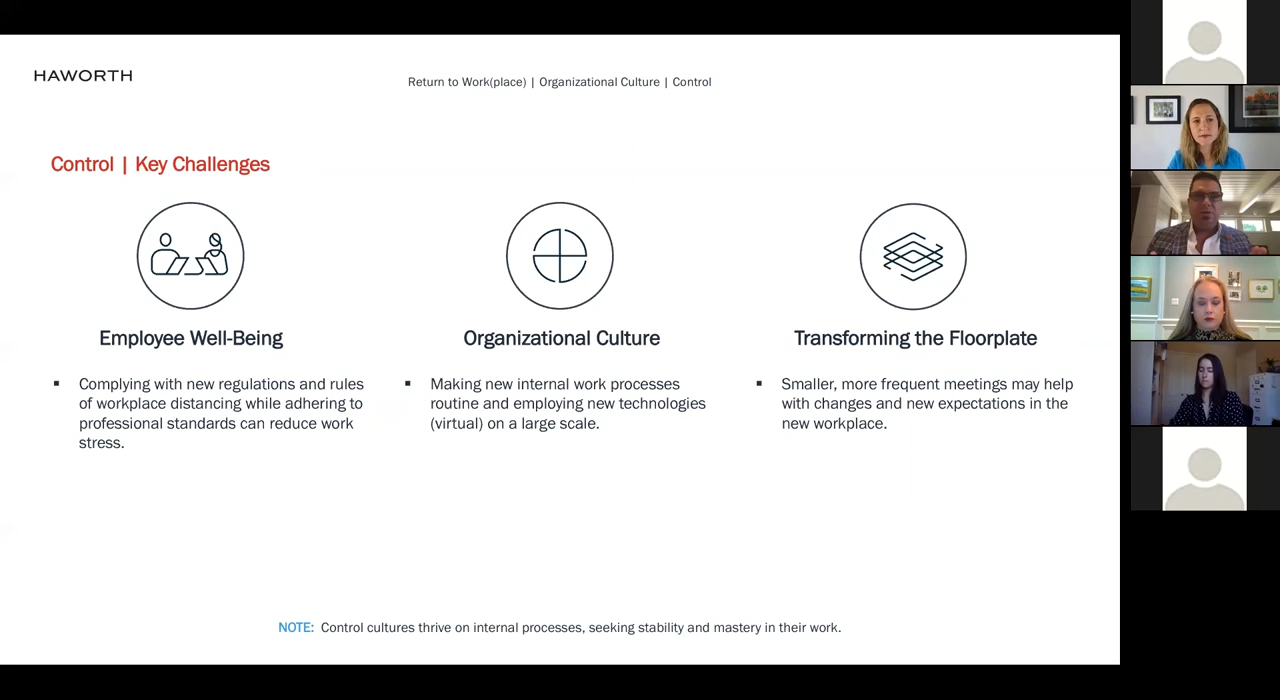 HAWORTH
Return to Work(place) | Organizational Culture | Control
Control | Key Challenges
Employee Well-Being
▪ Complying with new regulations and rules
of workplace distancing while adhering to
professional standards can reduce work
stress.
Organizational Culture
▪ Making new internal work processes
routine and employing new technologies
(virtual) on a large scale.
Transforming the Floorplate
▪ Smaller, more frequent meetings may help
with changes and new expectations in the
new workplace.
NOTE: Control cultures thrive on internal processes, seeking stability and mastery in their work.